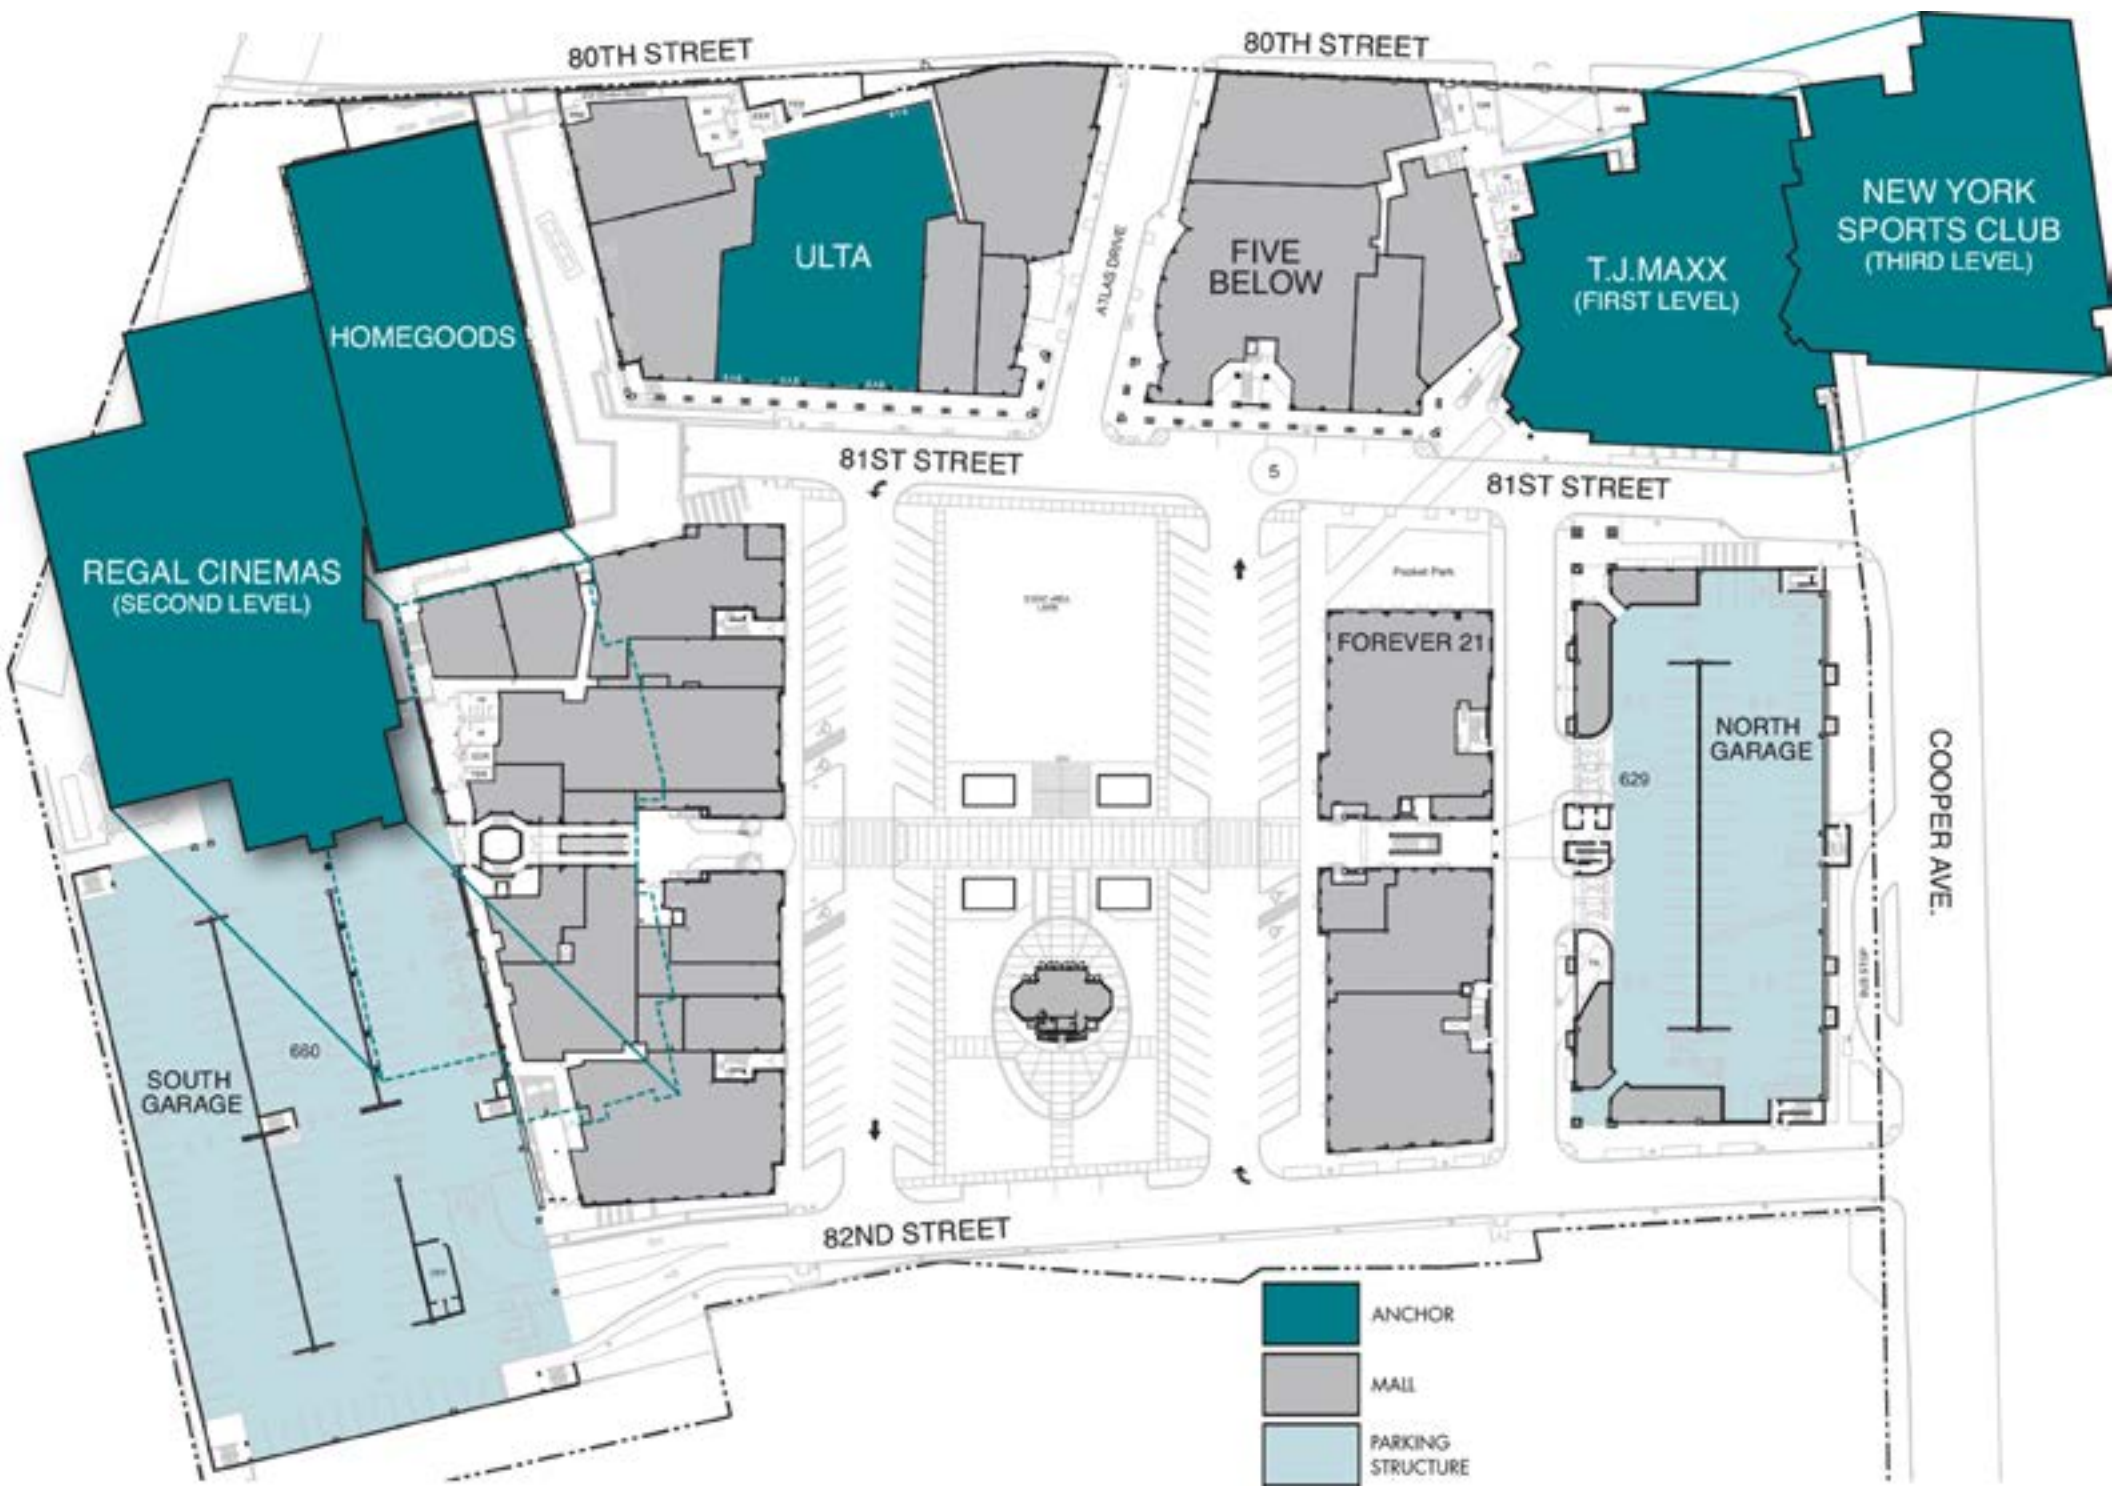 80TH STREET
80TH STREET
NEW YORK
SPORTS CLUB
(THIRD LEVEL)
ULTA
FIVE
BELOW
T.J.MAXX
(FIRST LEVEL)
ATLAS DRIVE
HOMEGOODS
81ST STREET
5
81ST STREET
REGAL CINEMAS
(SECOND LEVEL)
Pocket Park
FOREVER 21
NORTH
GARAGE
629
COOPER AVE.
BUS STOP
660
SOUTH
GARAGE
82ND STREET
ANCHOR
MALL
PARKING
STRUCTURE